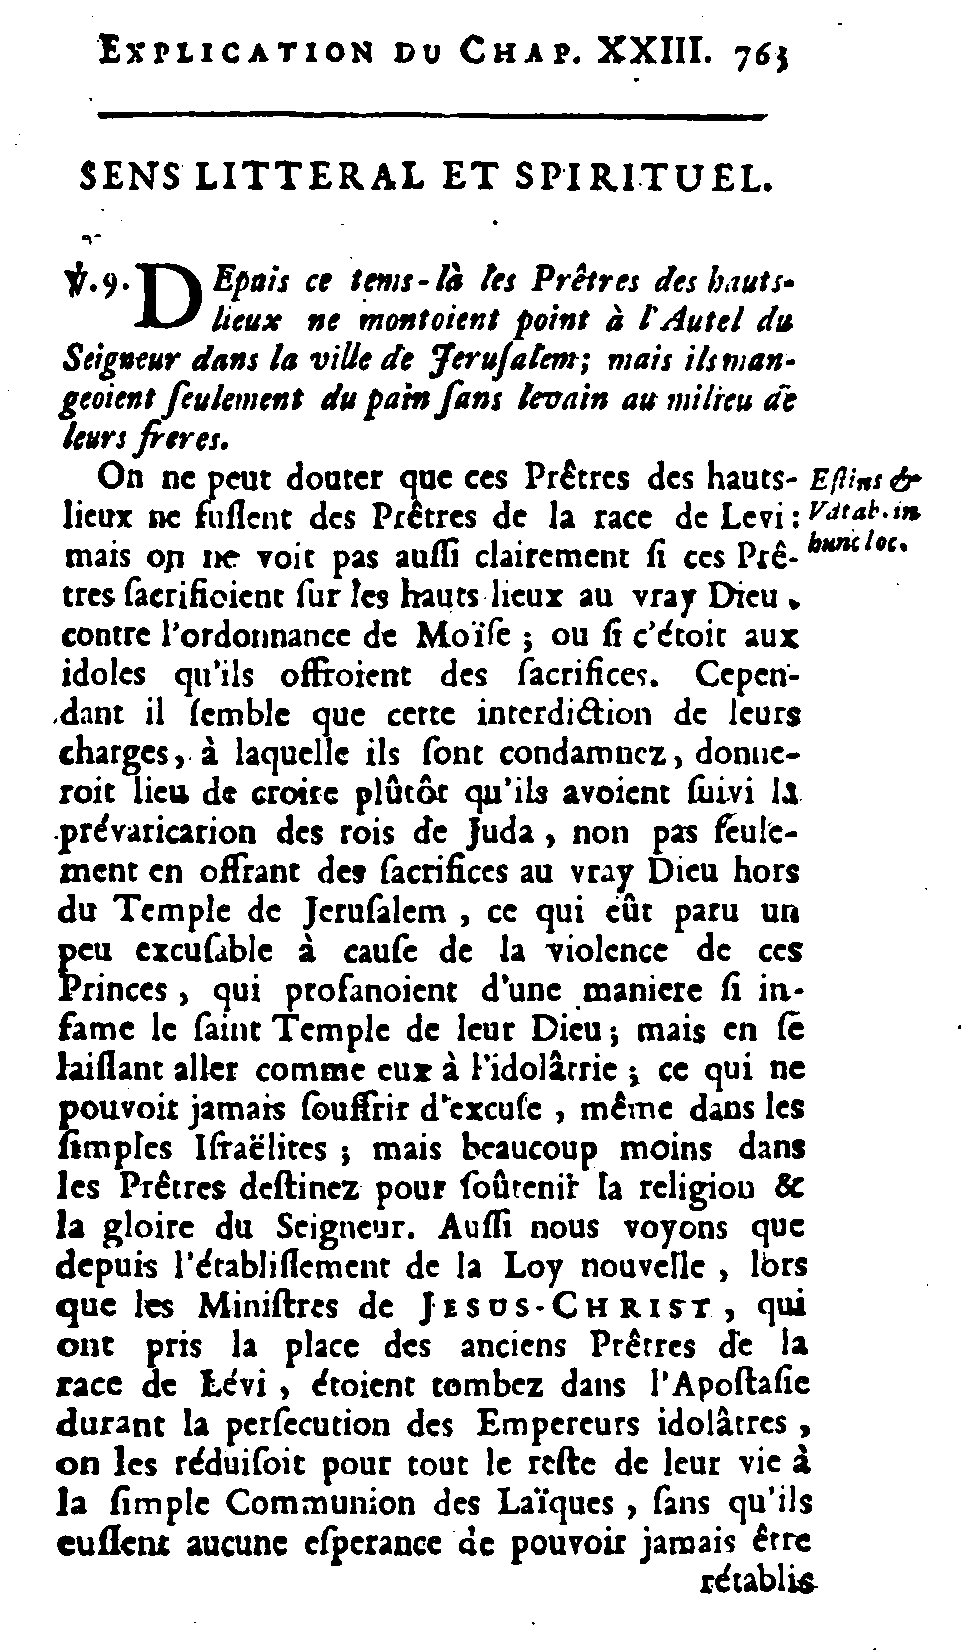 EXPLICATION DU CHAP. XXIII. 763
SENS LITTERAL ET SPIRITUEL.
℣.9. DEpuis ce tems-là les Prêtres des hauts-
lieux ne montoient point à l'Autel du
Seigneur dans la ville de Jeruſalem; mais ils man-
geoient ſeulement du pain ſans levain au milieu de
leurs freres.
On ne peut douter que ces Prêtres des hauts-
lieux ne fuſſent des Prêtres de la race de Levi :
mais on ne voit pas auſſi clairement ſi ces Prê-
tres ſacrifioient ſur les hauts lieux au vray Dieu,
contre l'ordonnance de Moïſe ; ou ſi c'étoit aux
idoles qu'ils offroient des ſacrifices. Cepen-
dant il ſemble que cette interdiction de leurs
charges, à laquelle ils ſont condamnez, donne-
roit lieu de croire plûtôt qu'ils avoient ſuivi la
prévarication des rois de Juda, non pas ſeule-
ment en offrant des ſacrifices au vray Dieu hors
du Temple de Jeruſalem, ce qui eût paru un
peu excuſable à cauſe de la violence de ces
Princes, qui profanoient d'une maniere ſi in-
fame le ſaint Temple de leur Dieu; mais en ſe
laiſſant aller comme eux à l'idolâtrie ; ce qui ne
pouvoit jamais ſouffrir d'excuſe, même dans les
ſimples Iſraëlites ; mais beaucoup moins dans
les Prêtres deſtinez pour ſoûtenir la religion &
la gloire du Seigneur. Auſſi nous voyons que
depuis l'établiſſement de la Loy nouvelle, lors
que les Miniſtres de JESUS-CHRIST, qui
ont pris la place des anciens Prêtres de la
race de Lévi, étoient tombez dans l'Apoſtaſie
durant la perſecution des Empereurs idolâtres,
on les réduiſoit pour tout le reſte de leur vie à
la ſimple Communion des Laïques, ſans qu'ils
euſſent aucune eſperance de pouvoir jamais être
rétablis
Eſtius &
Vatab. in
hunc loc.